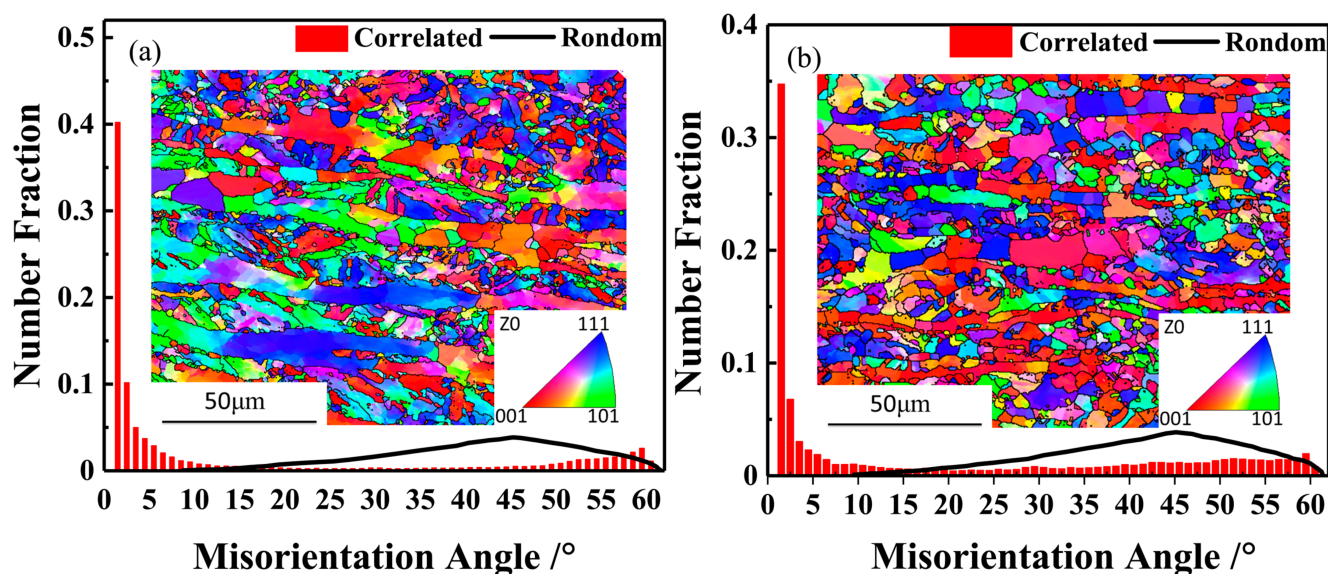 (a)
Correlated
Rondom
Number Fraction
0.5
0.4
0.3
0.2
0.1
0
Z0
111
001
101
50μm
0 5 10 15 20 25 30 35 40 45 50 55 60
Misorientation Angle /°
(b)
Correlated
Rondom
Number Fraction
0.4
0.3
0.2
0.1
0
Z0
111
001
101
50μm
0 5 10 15 20 25 30 35 40 45 50 55 60
Misorientation Angle /°